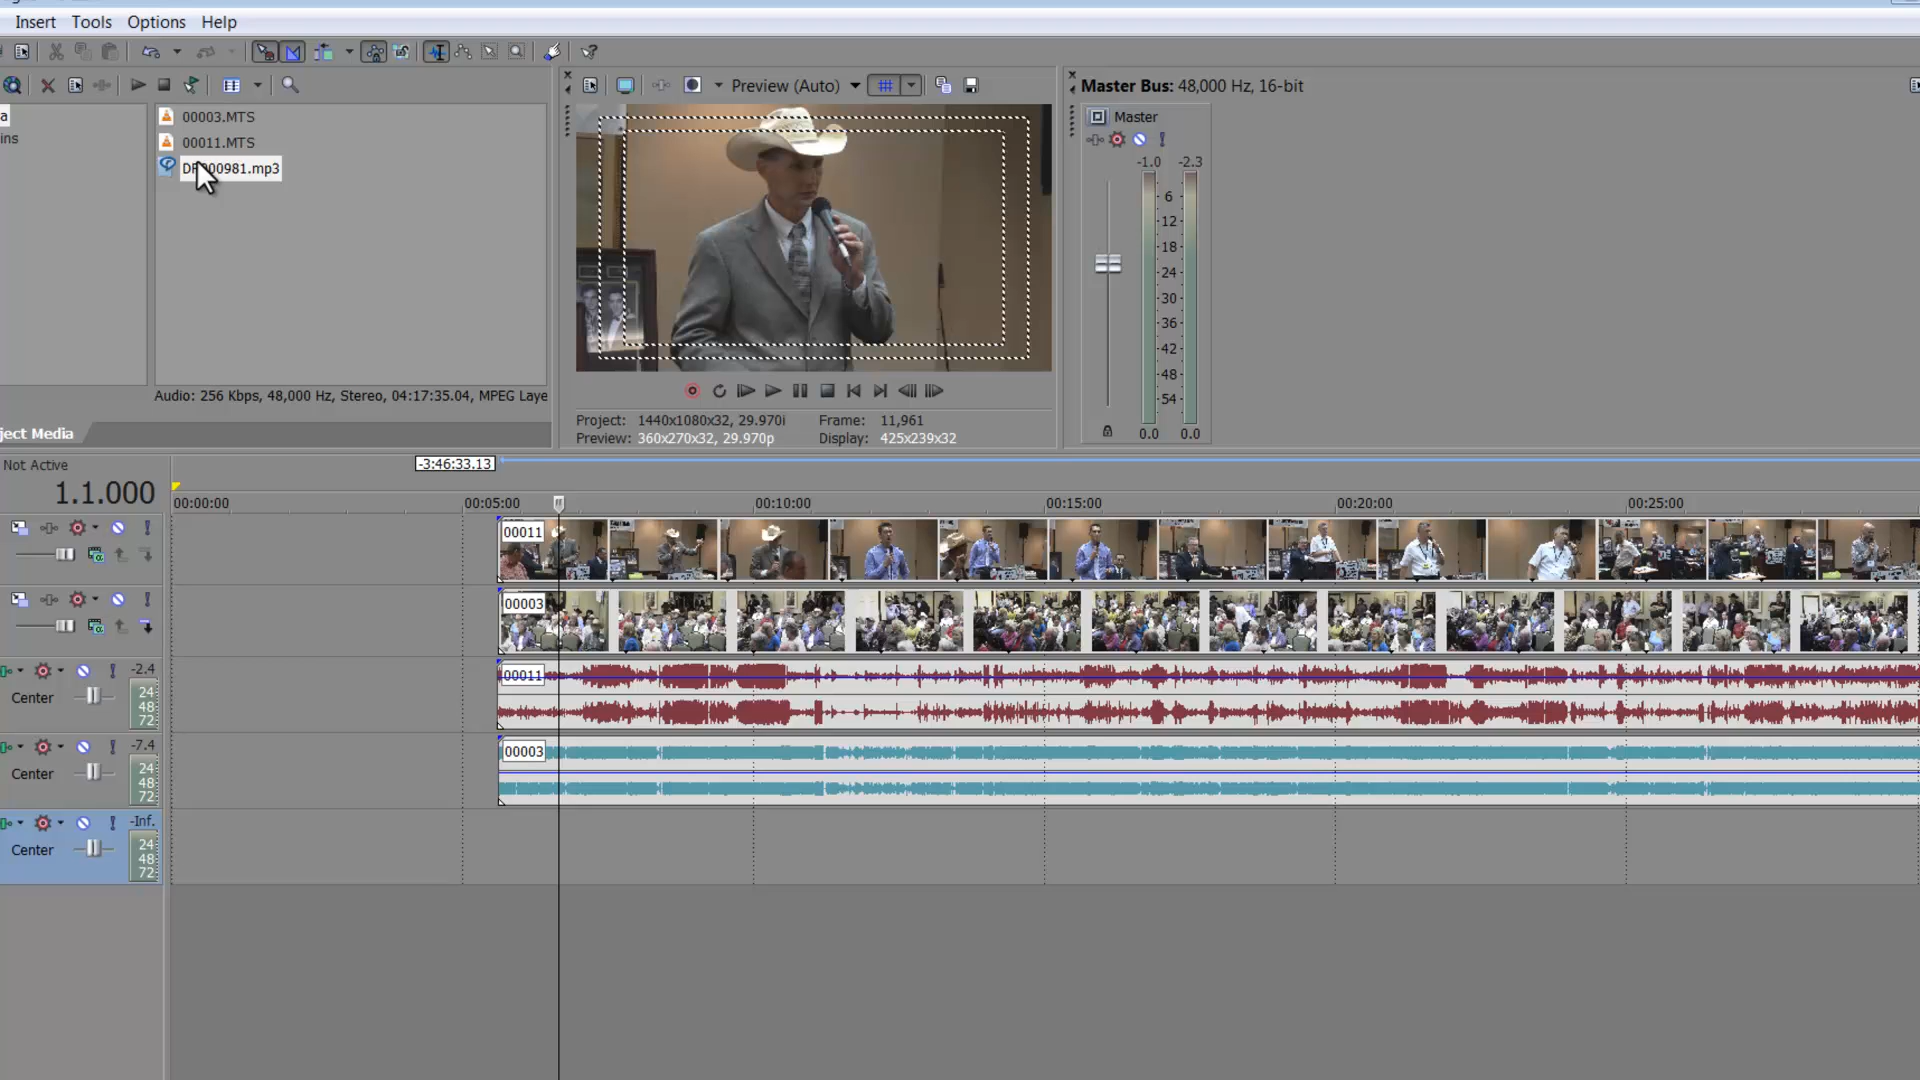 Insert Tools Options Help
Preview (Auto)
Master Bus: 48,000 Hz, 16-bit
a
ins
00003.MTS
00011.MTS
Master
-1.0 -2.3
6
12
18
24
30
36
42
48
54
0.0 0.0
Audio: 256 Kbps, 48,000 Hz, Stereo, 04:17:35.04, MPEG Laye
Project: 1440x1080x32, 29.970i Frame: 11,961
Preview: 360x270x32, 29.970p Display: 425x239x32
ject Media
Not Active
-3:46:33.13
1.1.000
00:00:00 00:05:00 00:10:00 00:15:00 00:20:00 00:25:00
00011
00003
-2.4
00011
Center
24
48
72
-7.4
00003
Center
24
48
72
-Inf.
Center
24
48
72